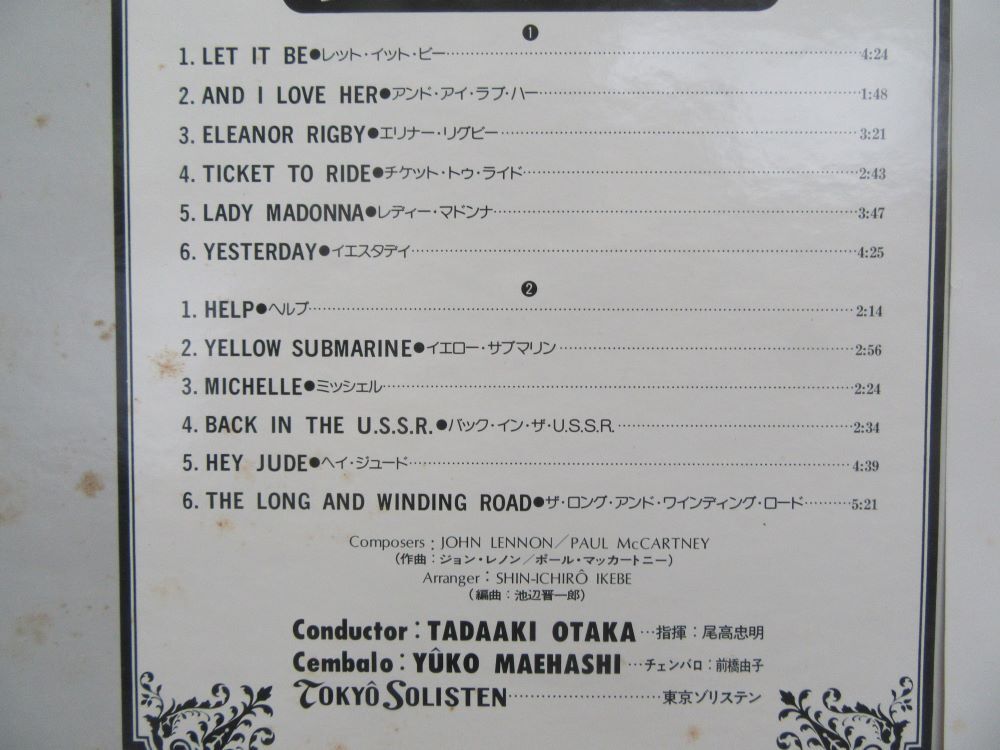 ❶
1. LET IT BE●レット・イット・ビー……4:24
2. AND I LOVE HER●アンド・アイ・ラブ・ハー……1:48
3. ELEANOR RIGBY●エリナー・リグビー……3:21
4. TICKET TO RIDE●チケット・トゥ・ライド……2:43
5. LADY MADONNA●レディー・マドンナ……3:47
6. YESTERDAY●イエスタデイ……4:25
❷
1. HELP●ヘルプ……2:14
2. YELLOW SUBMARINE●イエロー・サブマリン……2:56
3. MICHELLE●ミッシェル……2:24
4. BACK IN THE U.S.S.R.●バック・イン・ザ・U.S.S.R.……2:34
5. HEY JUDE●ヘイ・ジュード……4:39
6. THE LONG AND WINDING ROAD●ザ・ロング・アンド・ワインディング・ロード……5:21
Composers : JOHN LENNON／PAUL McCARTNEY
（作曲：ジョン・レノン／ポール・マッカートニー）
Arranger : SHIN-ICHIRÔ IKEBE
（編曲：池辺晋一郎）
Conductor : TADAAKI OTAKA…指揮：尾高忠明
Cembalo : YÛKO MAEHASHI…チェンバロ：前橋由子
TOKYÔ SOLISTEN……東京ゾリステン